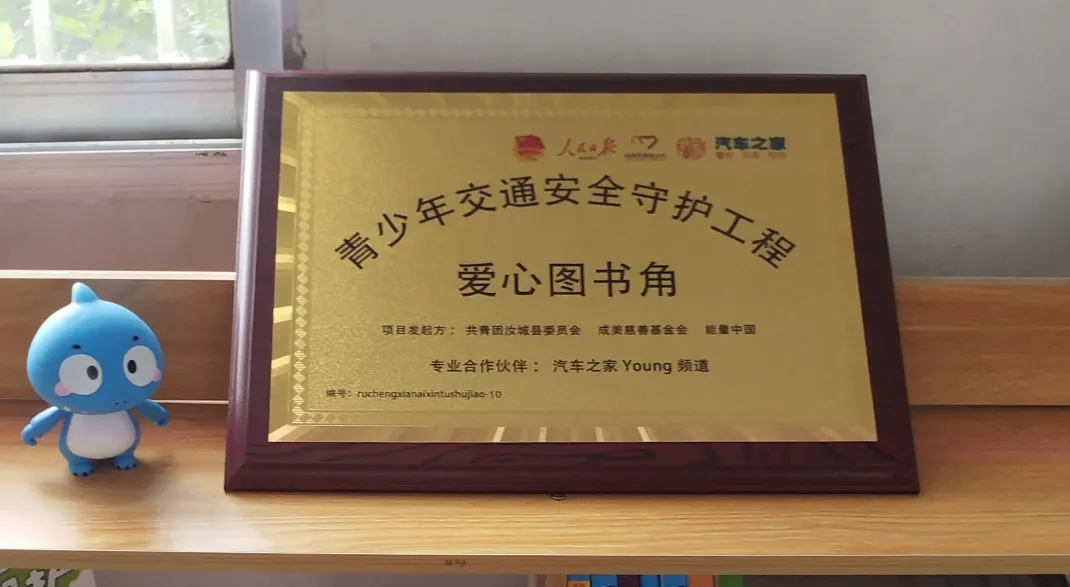 人民日报 汽车之家
青少年交通安全守护工程
爱心图书角
项目发起方： 共青团汝城县委员会 成美慈善基金会 能量中国
专业合作伙伴： 汽车之家 Young 频道
编号：ruchengxianaixintushujiao-10